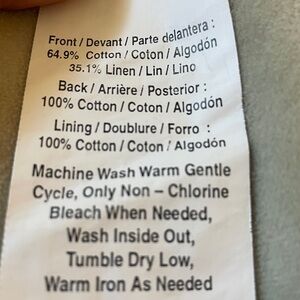 Front / Devant / Parte delantera :
64.9% Cotton / Coton / Algodón
35.1% Linen / Lin / Lino
Back / Arrière / Posterior :
100% Cotton / Coton / Algodón
Lining / Doublure / Forro :
100% Cotton / Coton / Algodón
Machine Wash Warm Gentle
Cycle, Only Non – Chlorine
Bleach When Needed,
Wash Inside Out,
Tumble Dry Low,
Warm Iron As Needed